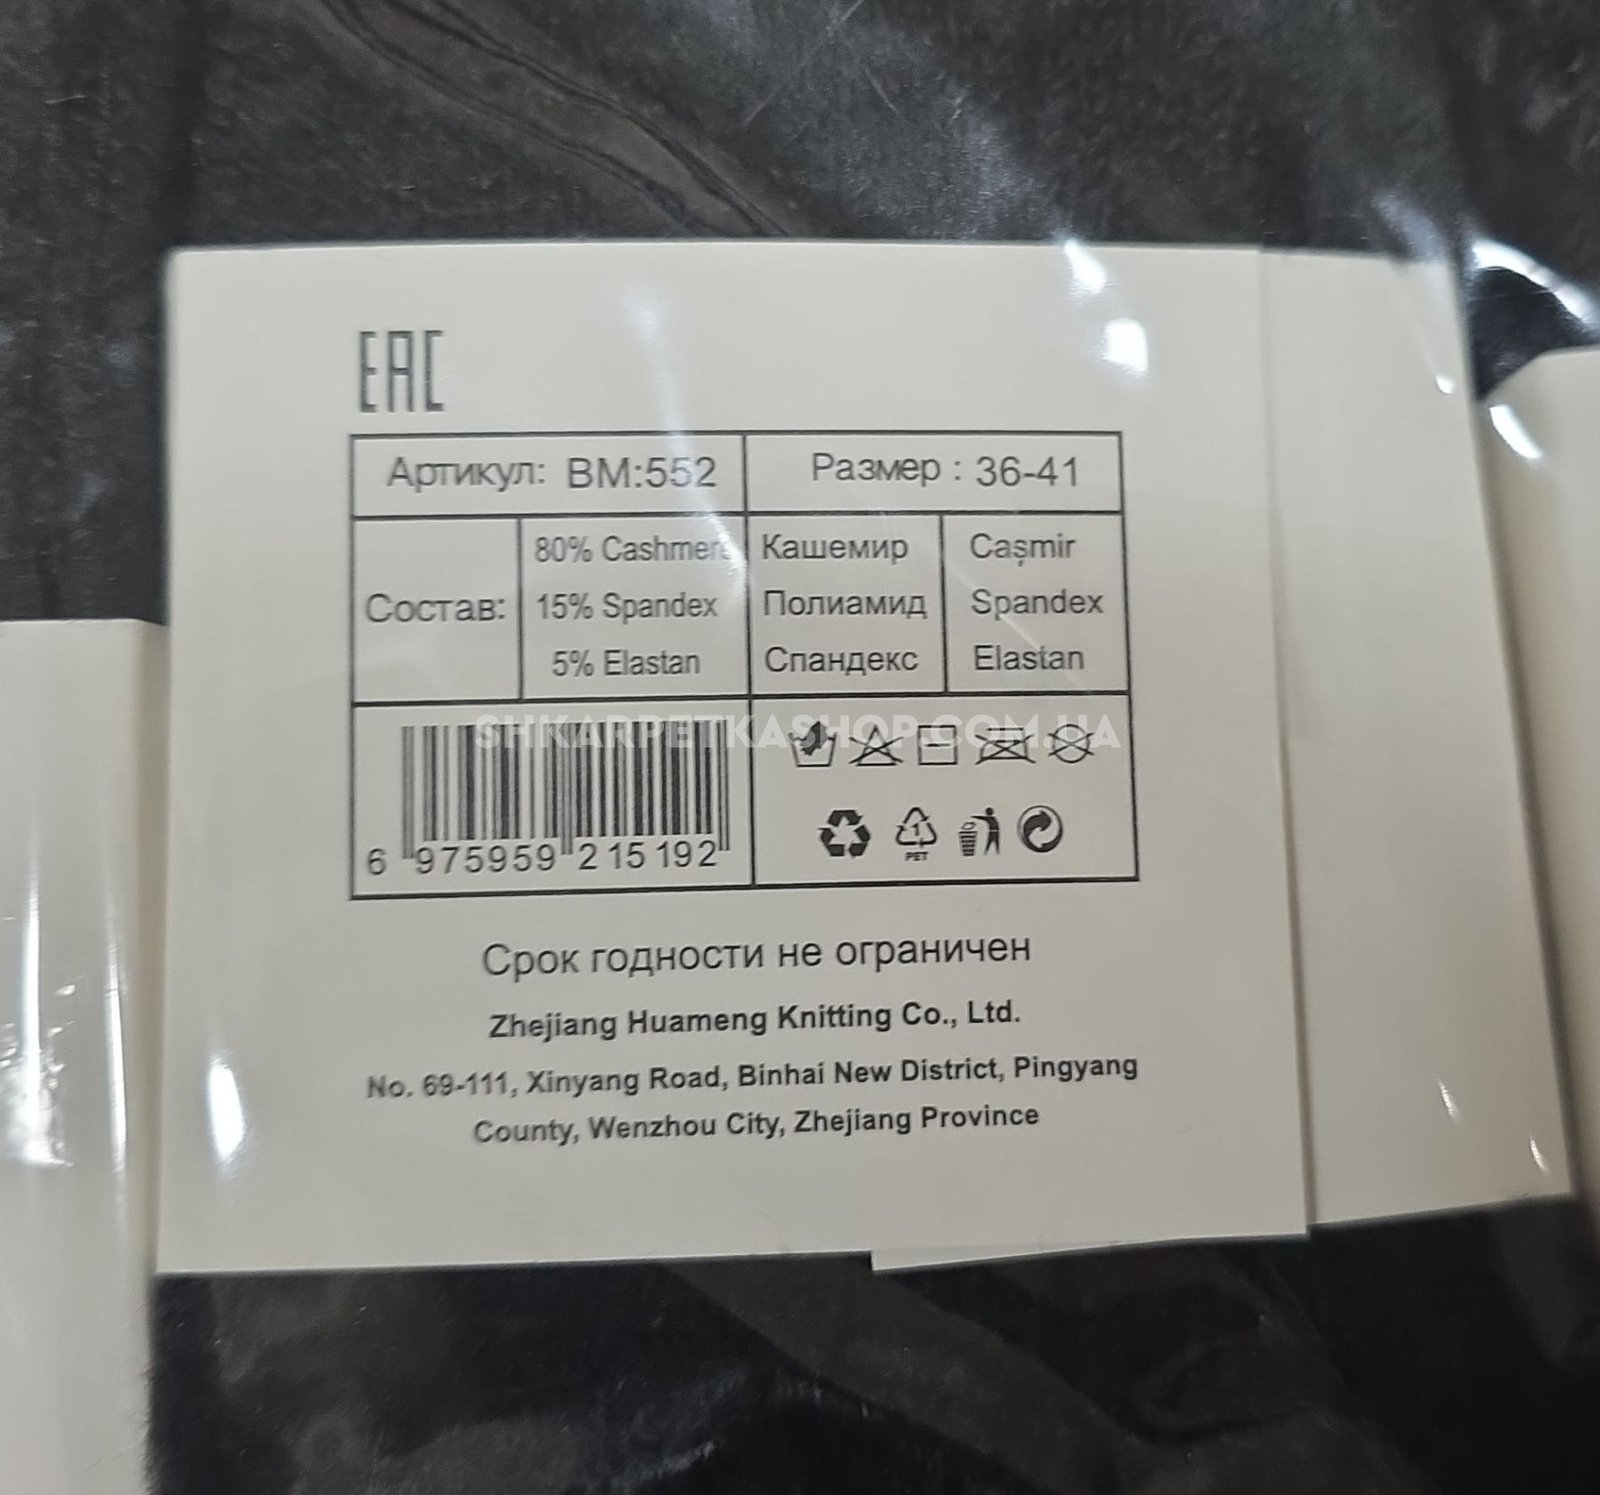 EAC
Артикул: BM:552 Размер : 36-41
Состав:
80% Cashmere Кашемир Caşmir
15% Spandex Полиамид Spandex
5% Elastan Спандекс Elastan
SHKARPETKASHOP.COM.UA
6 975959 215192
1
PET
Срок годности не ограничен
Zhejiang Huameng Knitting Co., Ltd.
No. 69-111, Xinyang Road, Binhai New District, Pingyang
County, Wenzhou City, Zhejiang Province